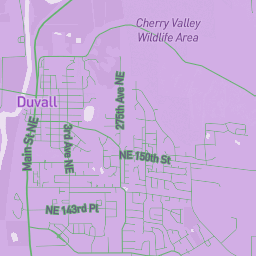 Cherry Valley
Wildlife Area
Duvall
Main St NE
3rd Ave NE
275th Ave NE
NE 150th St
NE 143rd Pl